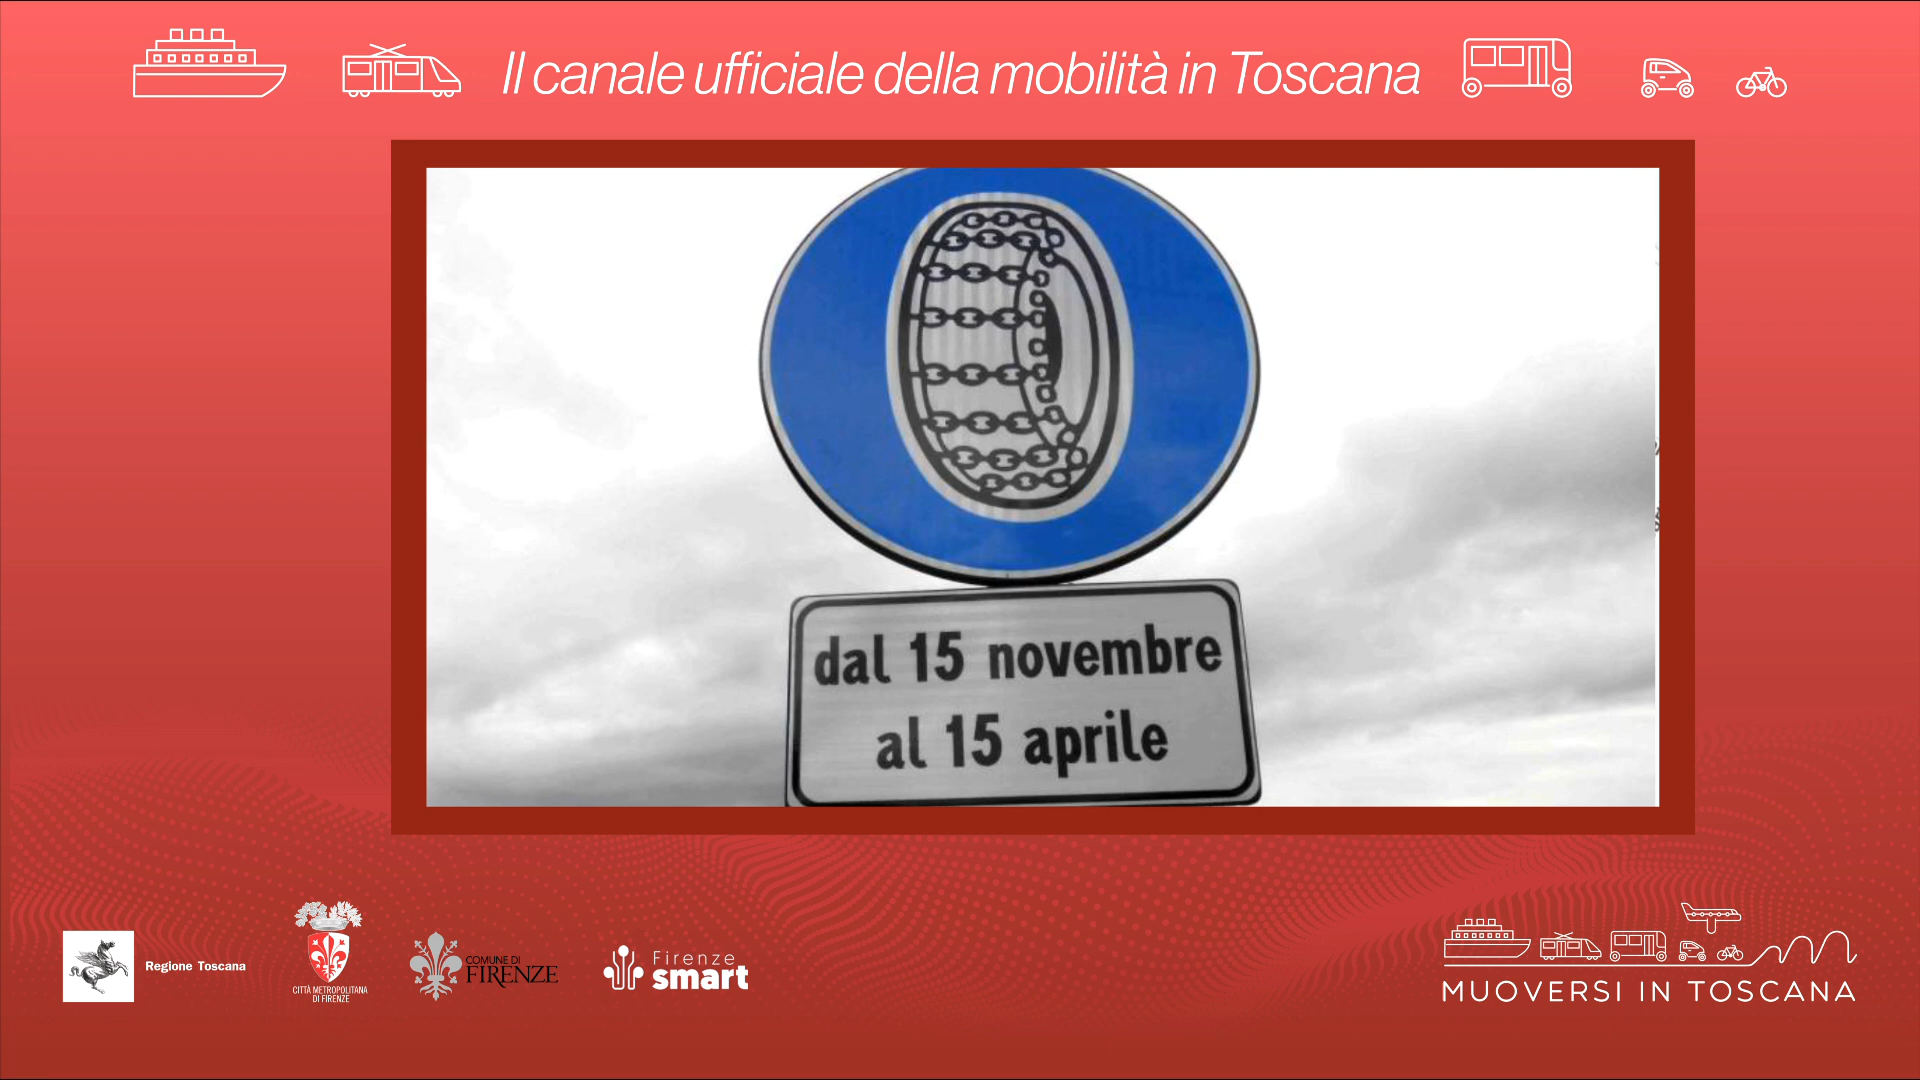 Il canale ufficiale della mobilità in Toscana
dal 15 novembre
al 15 aprile
Regione Toscana
CITTÀ METROPOLITANA
DI FIRENZE
COMUNE DI
FIRENZE
Firenze
smart
MUOVERSI IN TOSCANA